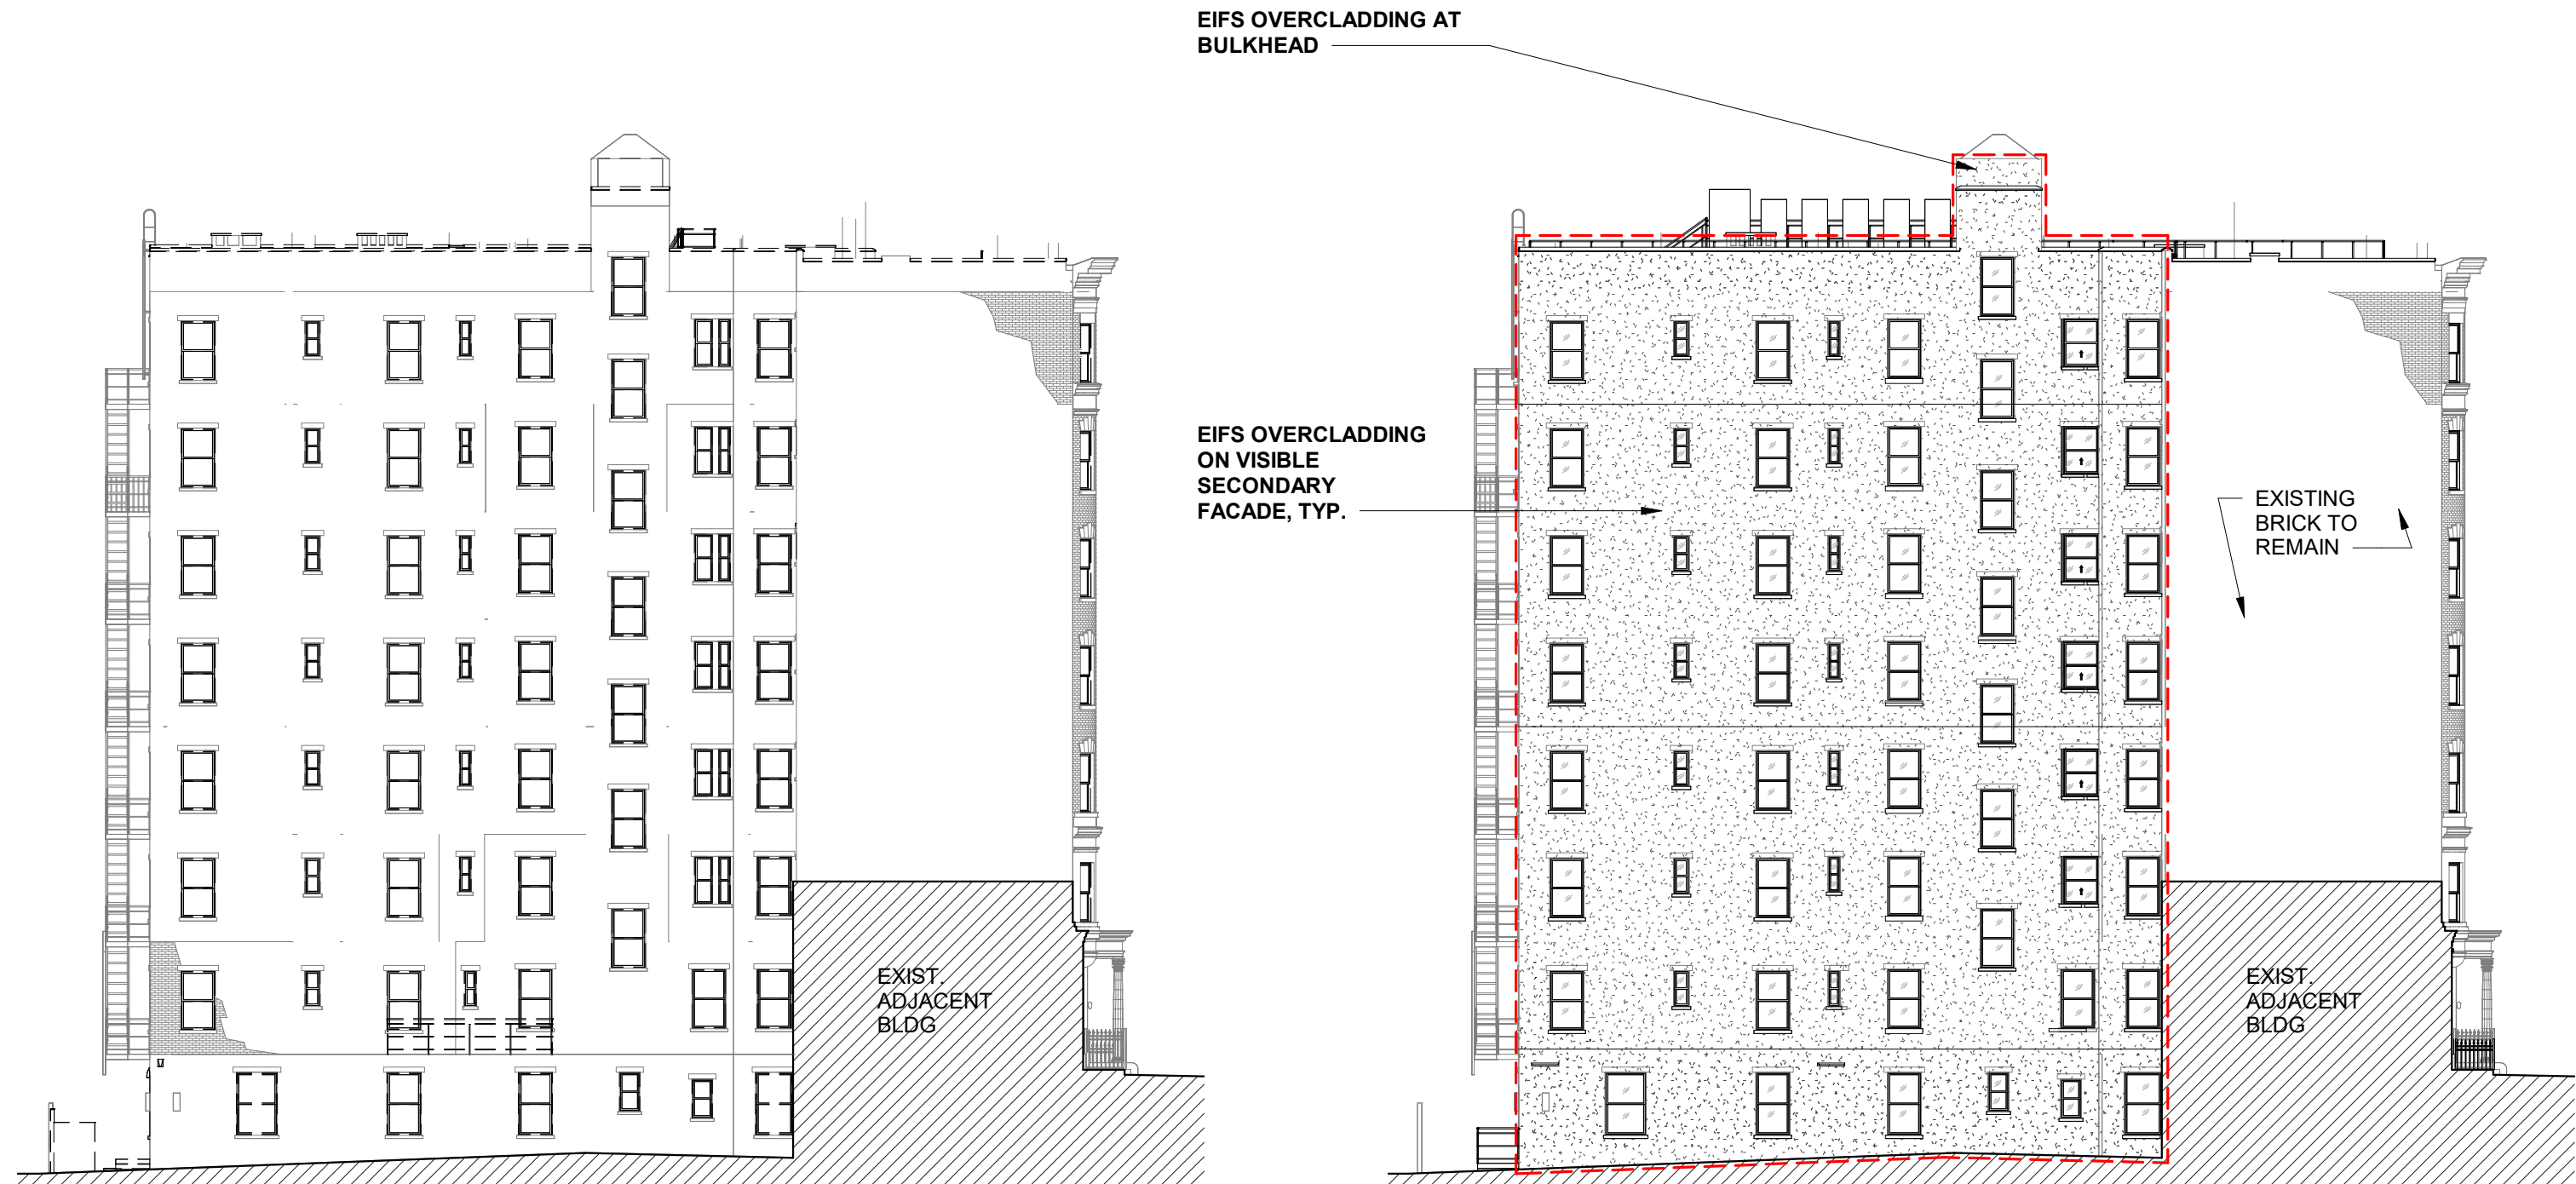 EIFS OVERCLADDING AT
BULKHEAD
EIFS OVERCLADDING
ON VISIBLE
SECONDARY
FACADE, TYP.
EXISTING
BRICK TO
REMAIN
EXIST.
ADJACENT
BLDG
EXIST.
ADJACENT
BLDG